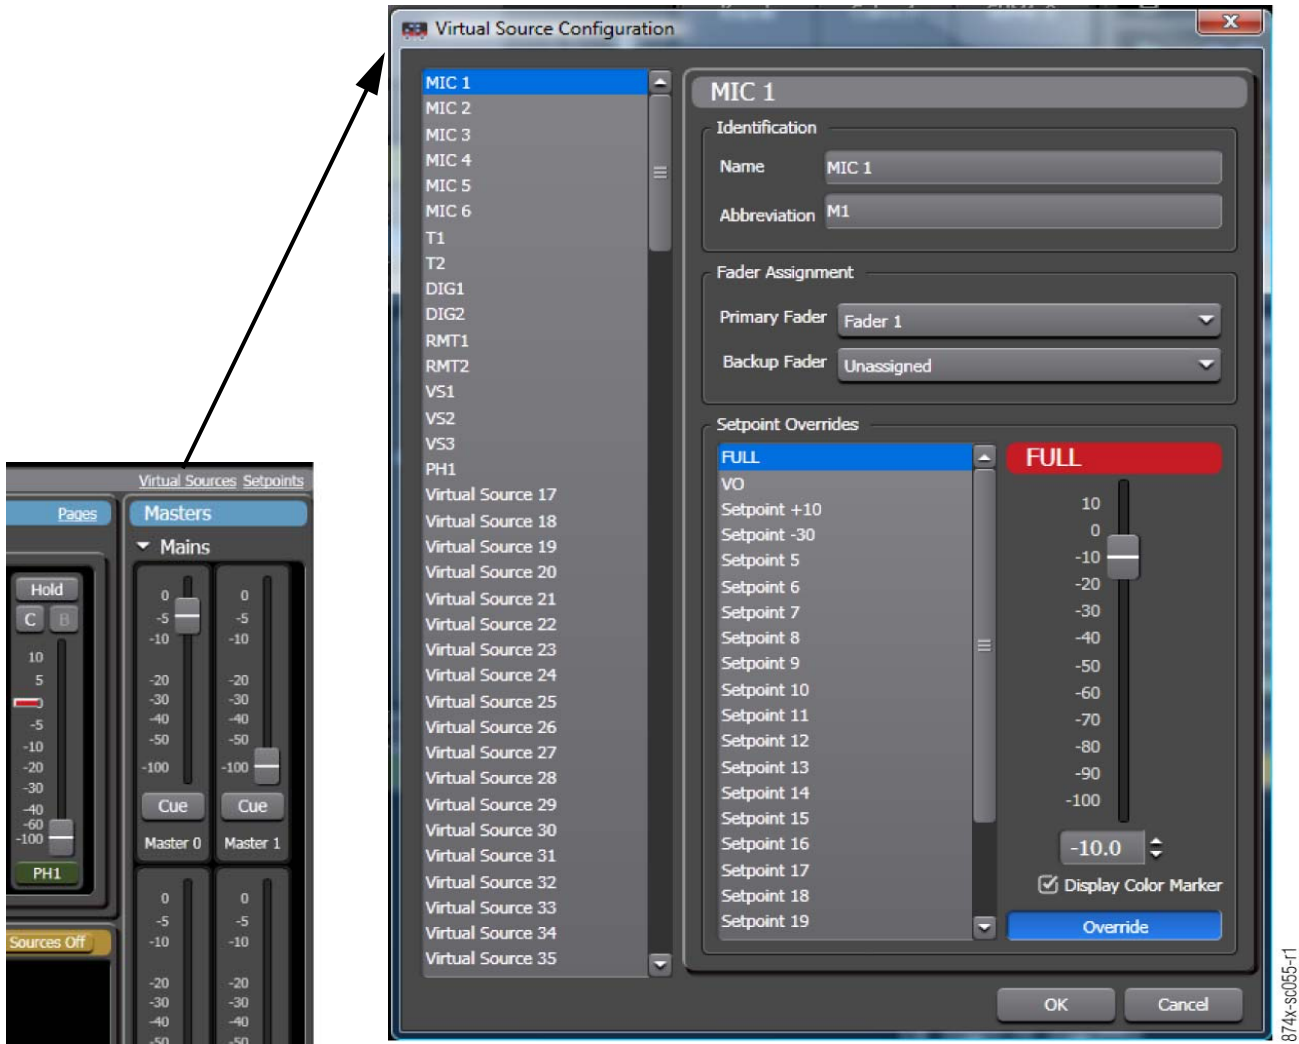 Virtual Source Configuration
X
MIC 1
MIC 2
MIC 3
MIC 4
MIC 5
MIC 6
T1
T2
DIG1
DIG2
RMT1
RMT2
VS1
VS2
VS3
PH1
Virtual Source 17
Virtual Source 18
Virtual Source 19
Virtual Source 20
Virtual Source 21
Virtual Source 22
Virtual Source 23
Virtual Source 24
Virtual Source 25
Virtual Source 26
Virtual Source 27
Virtual Source 28
Virtual Source 29
Virtual Source 30
Virtual Source 31
Virtual Source 32
Virtual Source 33
Virtual Source 34
Virtual Source 35
MIC 1
Identification
Name MIC 1
Abbreviation M1
Fader Assignment
Primary Fader Fader 1
Backup Fader Unassigned
Setpoint Overrides
FULL
VO
Setpoint +10
Setpoint -30
Setpoint 5
Setpoint 6
Setpoint 7
Setpoint 8
Setpoint 9
Setpoint 10
Setpoint 11
Setpoint 12
Setpoint 13
Setpoint 14
Setpoint 15
Setpoint 16
Setpoint 17
Setpoint 18
Setpoint 19
FULL
10
0
-10
-20
-30
-40
-50
-60
-70
-80
-90
-100
-10.0
Display Color Marker
Override
OK Cancel
Virtual Sources Setpoints
Pages
Masters
Mains
Hold
C B
10
5
-5
-10
-20
-30
-40
-60
-100
PH1
Sources Off
0 0
-5 -5
-10 -10
-20 -20
-30 -30
-40 -40
-50 -50
-100 -100
Cue Cue
Master 0 Master 1
0 0
-5 -5
-10 -10
-20 -20
-30 -30
-40 -40
-50 -50
874x-sc055-r1